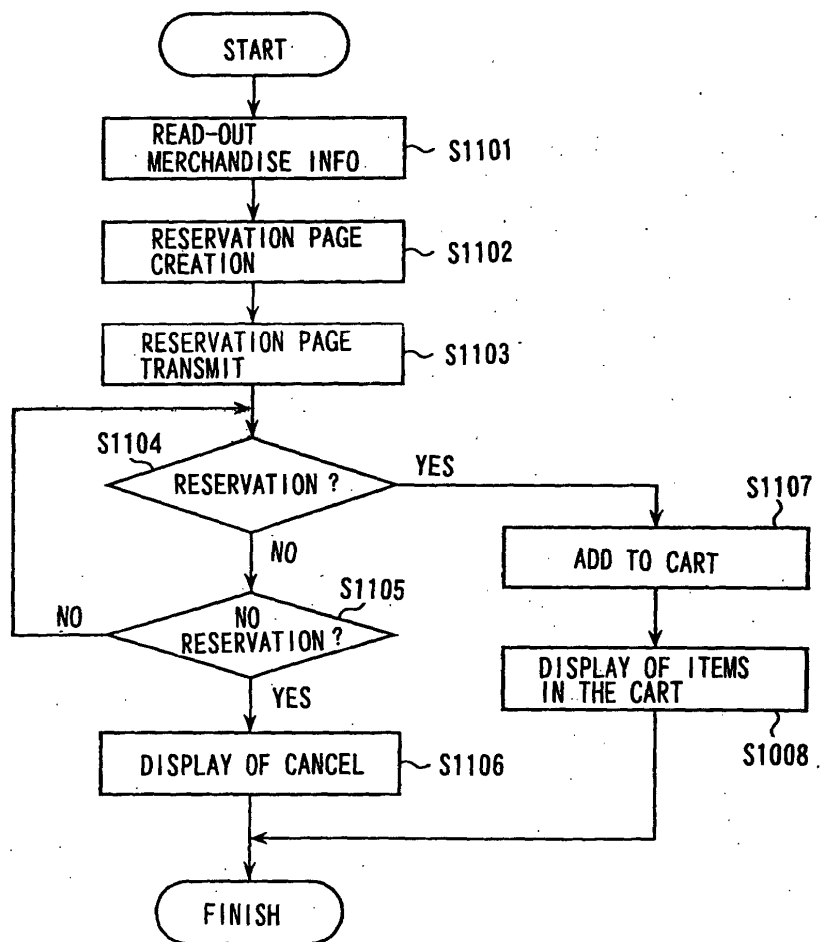 START
READ-OUT
MERCHANDISE INFO
S1101
RESERVATION PAGE
CREATION
S1102
RESERVATION PAGE
TRANSMIT
S1103
S1104
RESERVATION ?
YES
NO
S1107
ADD TO CART
S1105
NO
RESERVATION ?
NO
YES
DISPLAY OF ITEMS
IN THE CART
S1008
DISPLAY OF CANCEL
S1106
FINISH